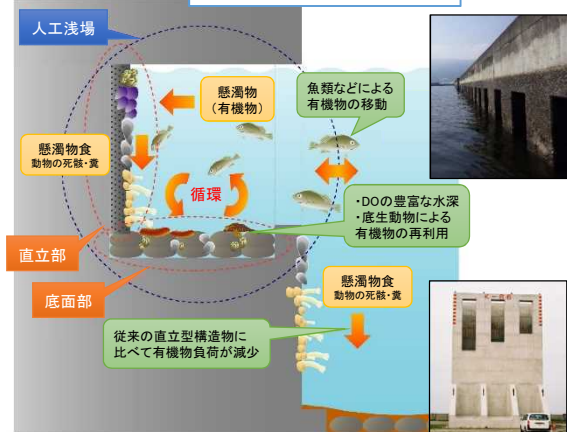 人工浅場
懸濁物
（有機物）
魚類などによる
有機物の移動
懸濁物食
動物の死骸・糞
循環
・DOの豊富な水深
・底生動物による
有機物の再利用
直立部
底面部
懸濁物食
動物の死骸・糞
従来の直立型構造物に
比べて有機物負荷が減少